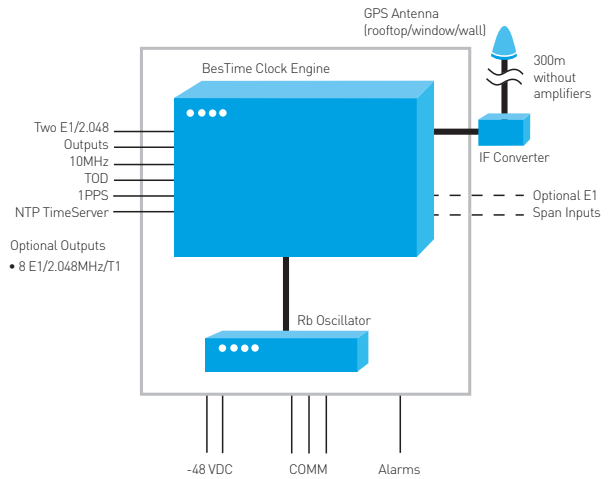 GPS Antenna
(rooftop/window/wall)
300m
without
amplifiers
BesTime Clock Engine
IF Converter
Two E1/2.048
Outputs
10MHz
TOD
1PPS
NTP TimeServer
Optional E1
Span Inputs
Optional Outputs
• 8 E1/2.048MHz/T1
Rb Oscillator
-48 VDC
COMM
Alarms